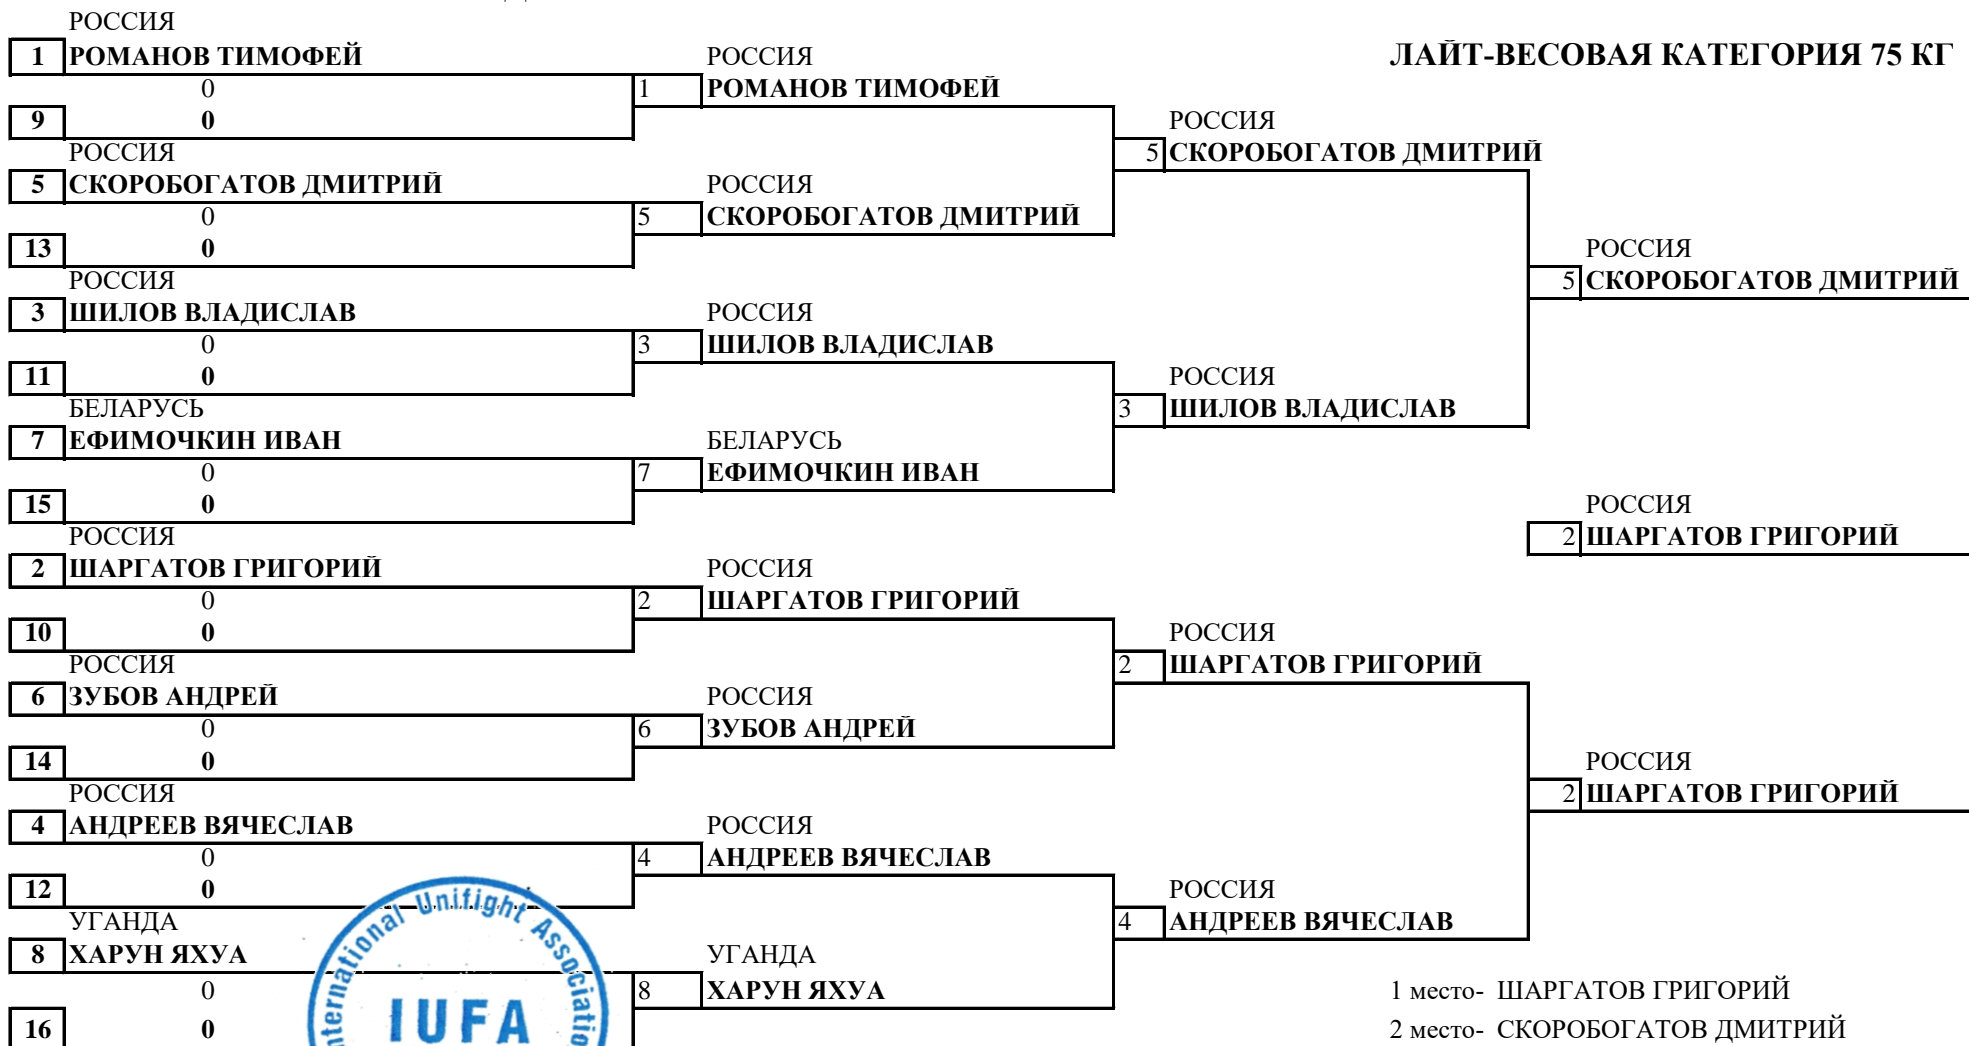 РОССИЯ
1 РОМАНОВ ТИМОФЕЙ
РОССИЯ
ЛАЙТ-ВЕСОВАЯ КАТЕГОРИЯ 75 КГ
0
1 РОМАНОВ ТИМОФЕЙ
9 0
РОССИЯ
РОССИЯ
5 СКОРОБОГАТОВ ДМИТРИЙ
5 СКОРОБОГАТОВ ДМИТРИЙ
РОССИЯ
0
5 СКОРОБОГАТОВ ДМИТРИЙ
13 0
РОССИЯ
РОССИЯ
5 СКОРОБОГАТОВ ДМИТРИЙ
3 ШИЛОВ ВЛАДИСЛАВ
РОССИЯ
0
3 ШИЛОВ ВЛАДИСЛАВ
11 0
РОССИЯ
БЕЛАРУСЬ
3 ШИЛОВ ВЛАДИСЛАВ
7 ЕФИМОЧКИН ИВАН
БЕЛАРУСЬ
0
7 ЕФИМОЧКИН ИВАН
15 0
РОССИЯ
РОССИЯ
2 ШАРГАТОВ ГРИГОРИЙ
2 ШАРГАТОВ ГРИГОРИЙ
РОССИЯ
0
2 ШАРГАТОВ ГРИГОРИЙ
10 0
РОССИЯ
РОССИЯ
2 ШАРГАТОВ ГРИГОРИЙ
6 ЗУБОВ АНДРЕЙ
РОССИЯ
0
6 ЗУБОВ АНДРЕЙ
14 0
РОССИЯ
РОССИЯ
2 ШАРГАТОВ ГРИГОРИЙ
4 АНДРЕЕВ ВЯЧЕСЛАВ
РОССИЯ
0
4 АНДРЕЕВ ВЯЧЕСЛАВ
12 0
РОССИЯ
УГАНДА
4 АНДРЕЕВ ВЯЧЕСЛАВ
8 ХАРУН ЯХУА
УГАНДА
0
8 ХАРУН ЯХУА
1 место- ШАРГАТОВ ГРИГОРИЙ
16 0
2 место- СКОРОБОГАТОВ ДМИТРИЙ
Unifight
IUFA